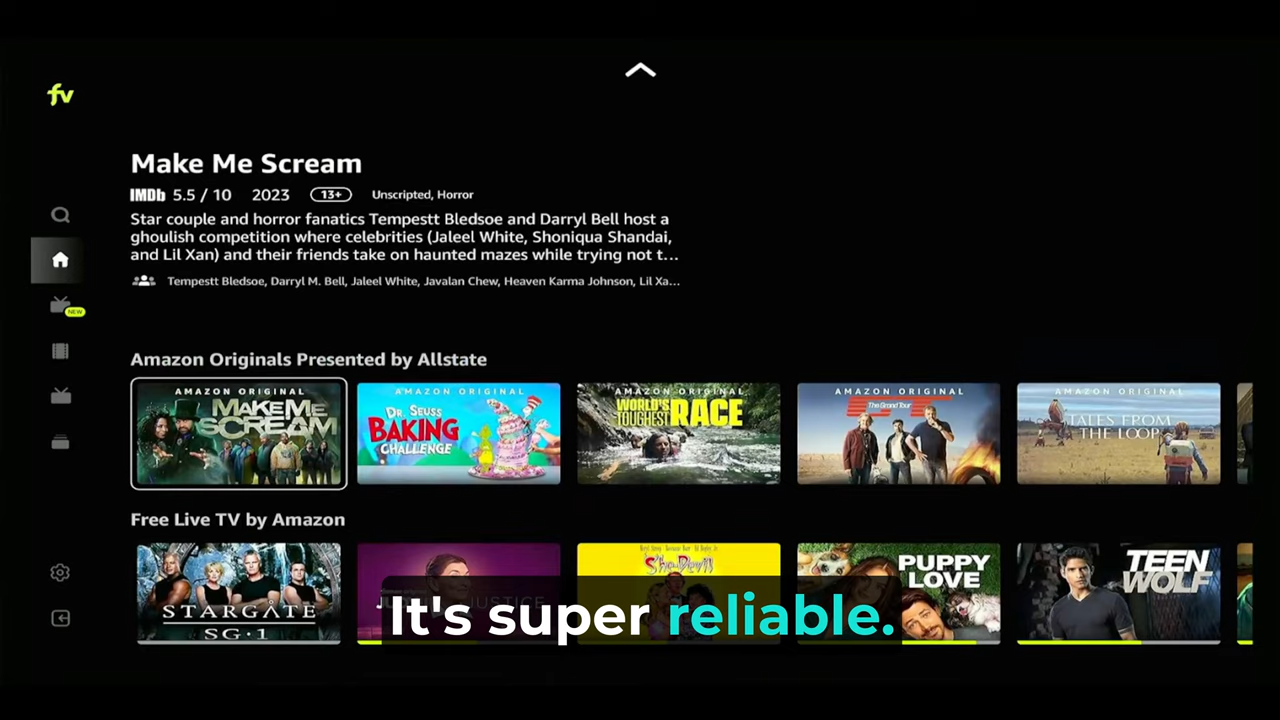 fv
Make Me Scream
IMDb 5.5 / 10 2023 13+ Unscripted, Horror
Star couple and horror fanatics Tempestt Bledsoe and Darryl Bell host a
ghoulish competition where celebrities (Jaleel White, Shoniqua Shandai,
and Lil Xan) and their friends take on haunted mazes while trying not t...
Tempestt Bledsoe, Darryl M. Bell, Jaleel White, Javalan Chew, Heaven Karma Johnson, Lil Xa...
NEW
Amazon Originals Presented by Allstate
AMAZON ORIGINAL
MAKE ME
SCREAM
AMAZON ORIGINAL
DR. SEUSS
BAKING
CHALLENGE
AMAZON ORIGINAL
WORLD'S
TOUGHEST RACE
AMAZON ORIGINAL
The Grand Tour
AMAZON ORIGINAL
TALES FROM
THE LOOP
Free Live TV by Amazon
STARGATE
SG·1
JUSTICE
PUPPY
LOVE
TEEN
WOLF
It's super reliable.